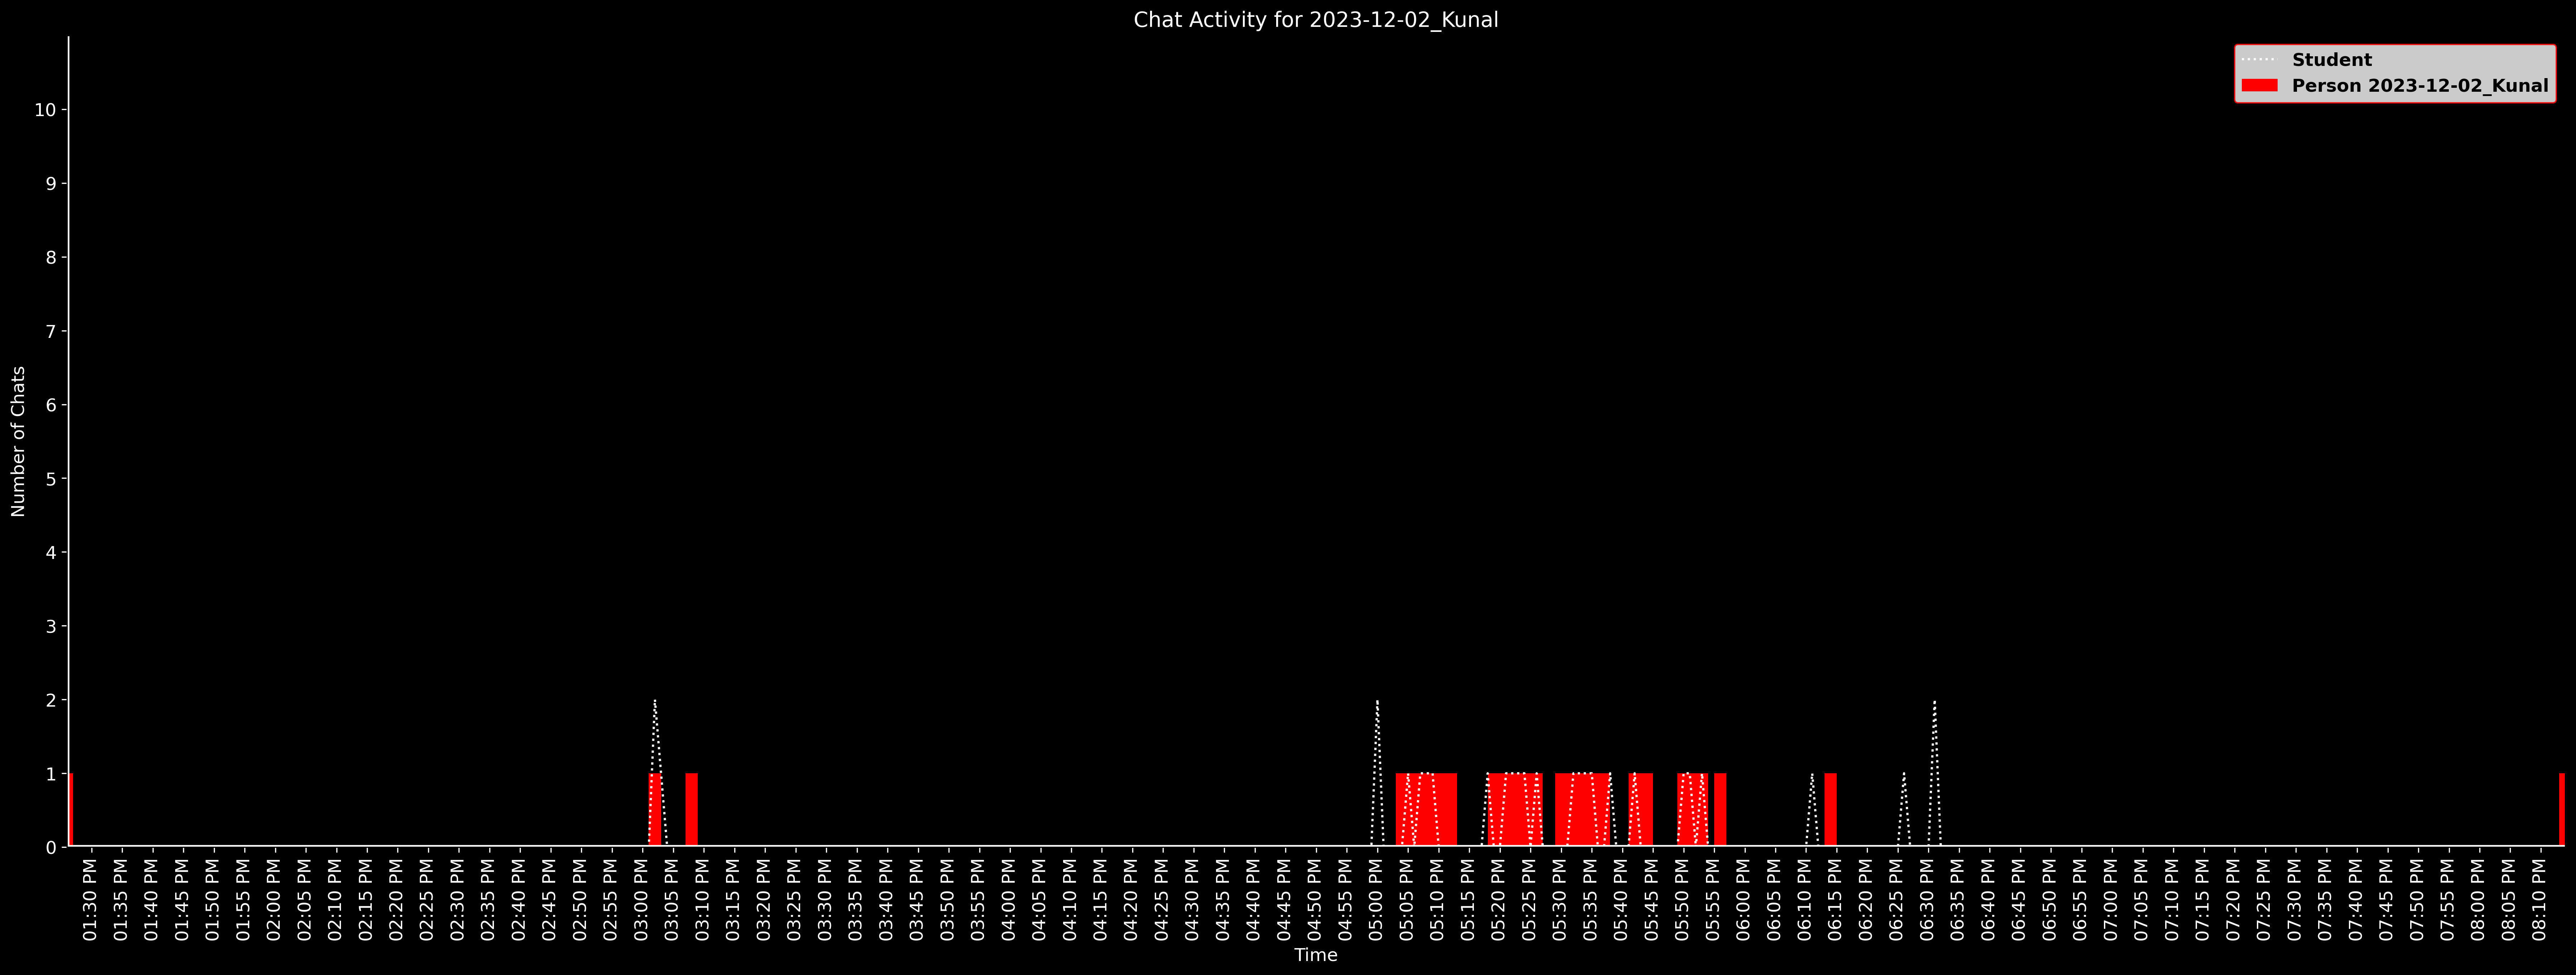 Chat Activity for 2023-12-02_Kunal
Student
Person 2023-12-02_Kunal
Number of Chats
10
9
8
7
6
5
4
3
2
1
0
01:30 PM
01:35 PM
01:40 PM
01:45 PM
01:50 PM
01:55 PM
02:00 PM
02:05 PM
02:10 PM
02:15 PM
02:20 PM
02:25 PM
02:30 PM
02:35 PM
02:40 PM
02:45 PM
02:50 PM
02:55 PM
03:00 PM
03:05 PM
03:10 PM
03:15 PM
03:20 PM
03:25 PM
03:30 PM
03:35 PM
03:40 PM
03:45 PM
03:50 PM
03:55 PM
04:00 PM
04:05 PM
04:10 PM
04:15 PM
04:20 PM
04:25 PM
04:30 PM
04:35 PM
04:40 PM
04:45 PM
04:50 PM
04:55 PM
05:00 PM
05:05 PM
05:10 PM
05:15 PM
05:20 PM
05:25 PM
05:30 PM
05:35 PM
05:40 PM
05:45 PM
05:50 PM
05:55 PM
06:00 PM
06:05 PM
06:10 PM
06:15 PM
06:20 PM
06:25 PM
06:30 PM
06:35 PM
06:40 PM
06:45 PM
06:50 PM
06:55 PM
07:00 PM
07:05 PM
07:10 PM
07:15 PM
07:20 PM
07:25 PM
07:30 PM
07:35 PM
07:40 PM
07:45 PM
07:50 PM
07:55 PM
08:00 PM
08:05 PM
08:10 PM
Time